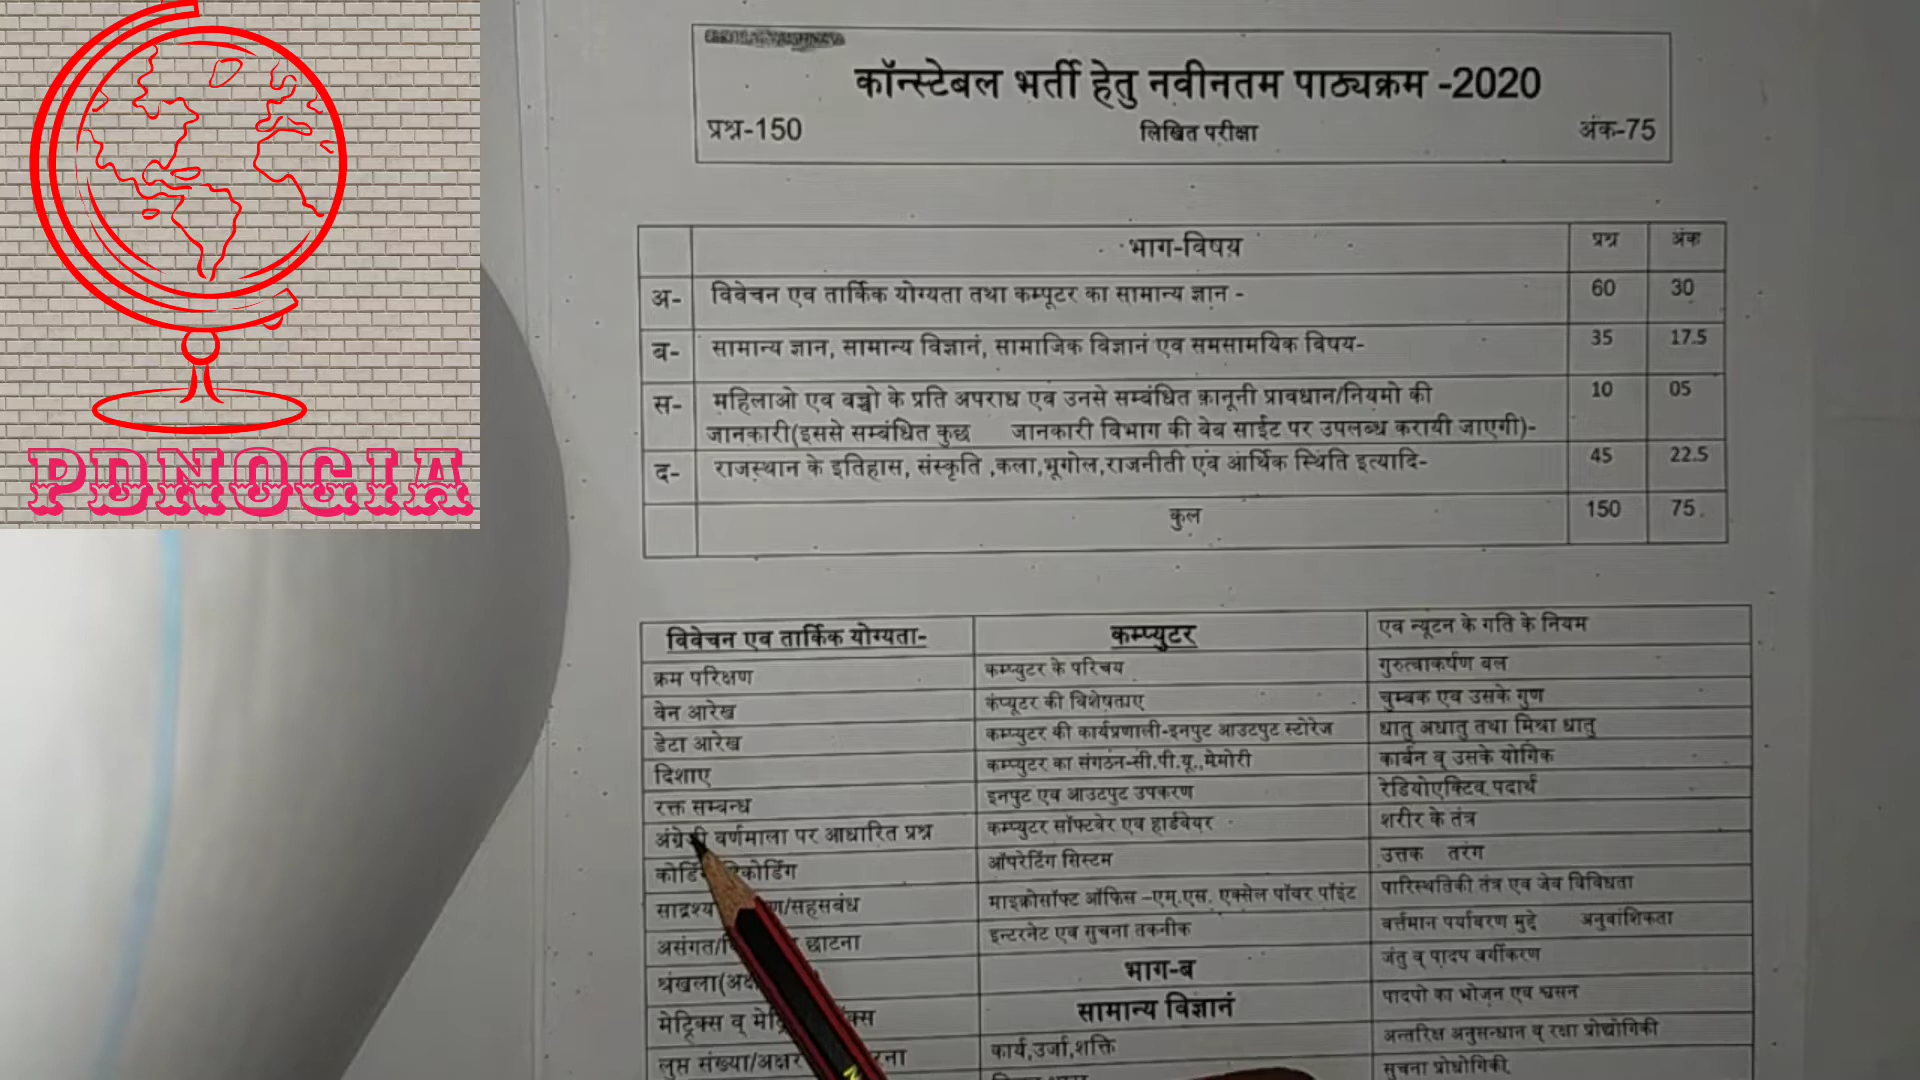 PDNOGIA
कॉन्स्टेबल भर्ती हेतु नवीनतम पाठ्यक्रम -2020
प्रश्न-150 लिखित परीक्षा अंक-75
भाग-विषय प्रश्न अंक
अ- विवेचन एव तार्किक योग्यता तथा कम्पूटर का सामान्य ज्ञान - 60 30
ब- सामान्य ज्ञान, सामान्य विज्ञानं, सामाजिक विज्ञानं एव समसामयिक विषय- 35 17.5
स- महिलाओ एव बच्चो के प्रति अपराध एव उनसे सम्बंधित क़ानूनी प्रावधान/नियमो की 10 05
जानकारी(इससे सम्बंधित कुछ जानकारी विभाग की वेब साईट पर उपलब्ध करायी जाएगी)-
द- राजस्थान के इतिहास, संस्कृति ,कला,भूगोल,राजनीती एवं आर्थिक स्थिति इत्यादि- 45 22.5
कुल 150 75
विवेचन एव तार्किक योग्यता- कम्प्युटर एव न्यूटन के गति के नियम
क्रम परिक्षण कम्प्युटर के परिचय गुरुत्वाकर्षण बल
वेन आरेख कंप्यूटर की विशेषताए चुम्बक एव उसके गुण
डेटा आरेख कम्प्युटर की कार्यप्रणाली-इनपुट आउटपुट स्टोरेज धातु अधातु तथा मिश्रा धातु
दिशाए कम्प्युटर का संगठन-सी.पी.यू.,मेमोरी कार्बन व् उसके योगिक
रक्त सम्बन्ध इनपुट एव आउटपुट उपकरण रेडियोएक्टिव् पदार्थ
अंग्रेजी वर्णमाला पर आधारित प्रश्न कम्प्युटर सॉफ्टवेर एव हार्डवेयर शरीर के तंत्र
ऑपरेटिंग सिस्टम उत्तक तरंग
माइक्रोसॉफ्ट ऑफिस –एम्.एस. एक्सेल पॉवर पॉइंट पारिस्थतिकी तंत्र एव जेव विविधता
छाटना इन्टरनेट एव सुचना तकनीक वर्त्तमान पर्यावरण मुद्दे अनुवांशिकता
भाग-ब जंतु व् पादप वर्गीकरण
सामान्य विज्ञानं पादपो का भोजन एव श्वसन
मेट्रिक्स व् कार्य,उर्जा,शक्ति अन्तरिक्ष अनुसन्धान व् रक्षा प्रोद्योगिकी
लुप्त संख्या/अक्षर सुचना प्रोधोगिकी